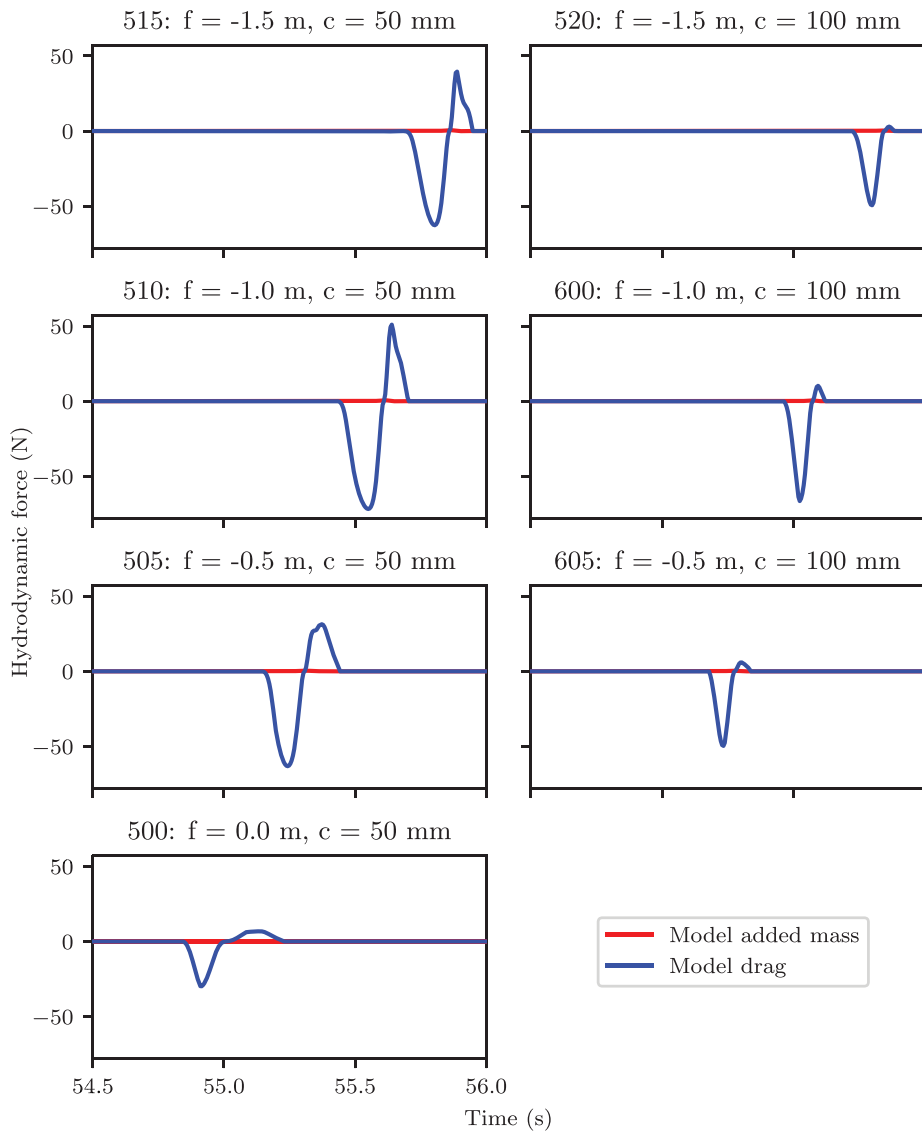 515: f = -1.5 m, c = 50 mm
520: f = -1.5 m, c = 100 mm
50
0
−50
510: f = -1.0 m, c = 50 mm
600: f = -1.0 m, c = 100 mm
50
0
−50
Hydrodynamic force (N)
505: f = -0.5 m, c = 50 mm
605: f = -0.5 m, c = 100 mm
50
0
−50
500: f = 0.0 m, c = 50 mm
50
0
−50
Model added mass
Model drag
54.5 55.0 55.5 56.0
Time (s)